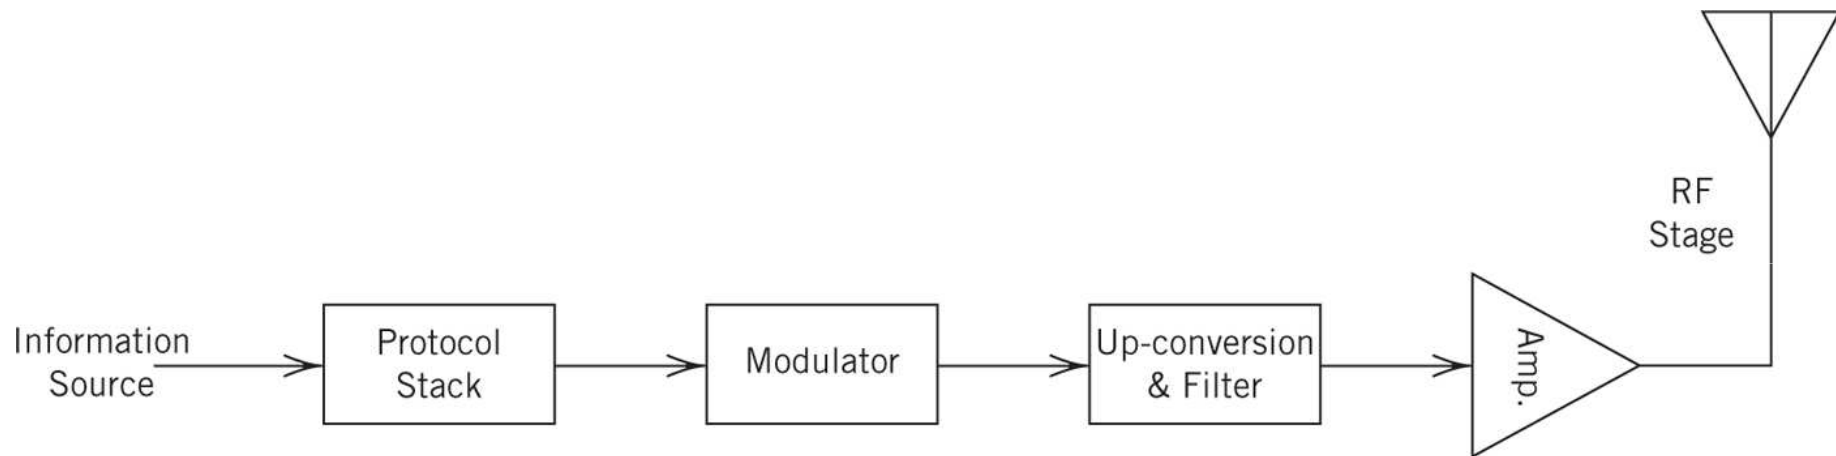 Information
Source
Protocol
Stack
Modulator
Up-conversion
& Filter
Amp.
RF
Stage